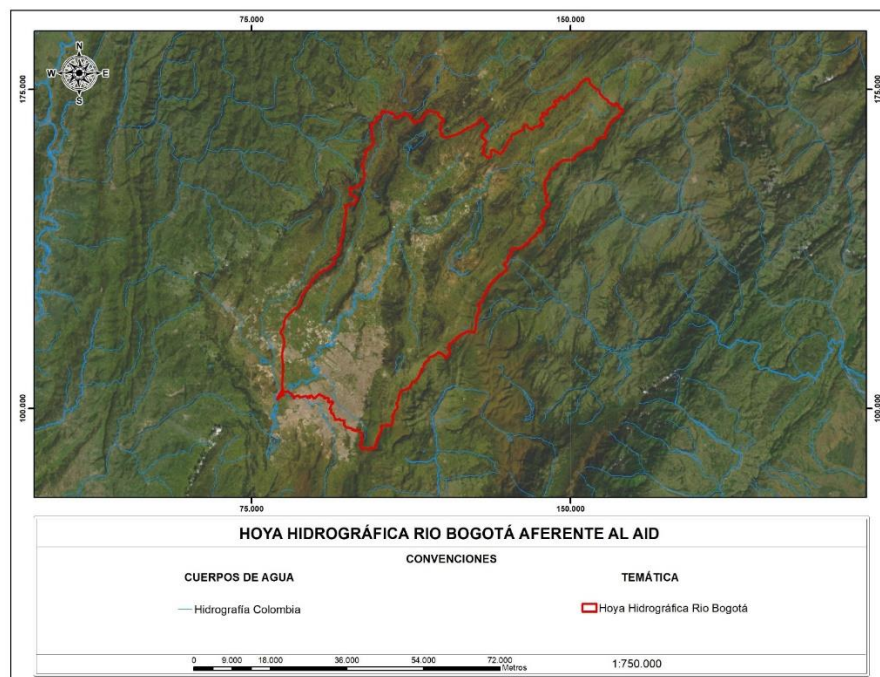 75.000 150.000
N
W E
S
175.000 175.000
100.000 100.000
75.000 150.000
HOYA HIDROGRÁFICA RIO BOGOTÁ AFERENTE AL AID
CONVENCIONES
CUERPOS DE AGUA TEMÁTICA
Hidrografía Colombia Hoya Hidrográfica Rio Bogotá
0 9.000 18.000 36.000 54.000 72.000
Metros
1:750.000